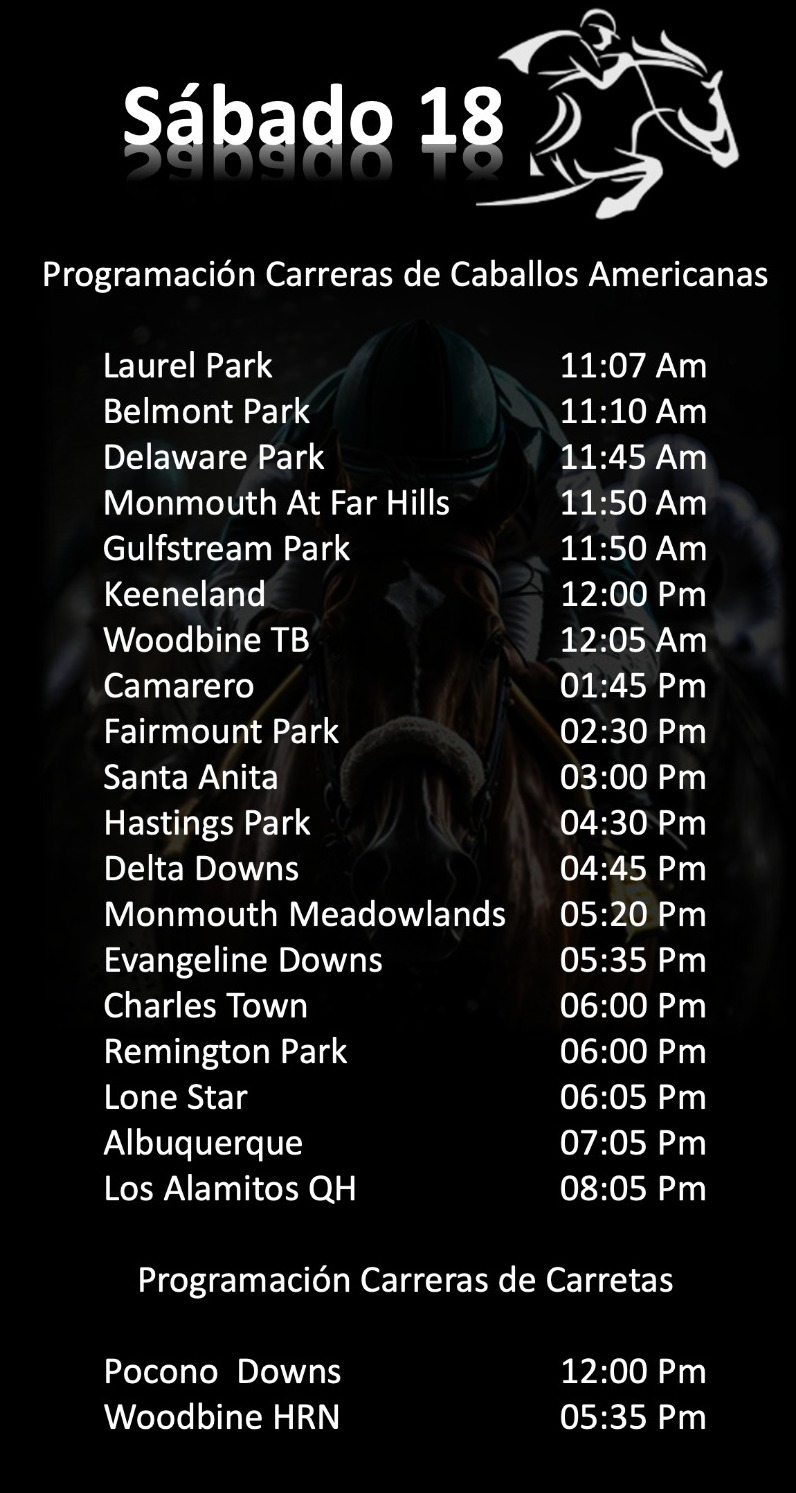 Sábado 18
Programación Carreras de Caballos Americanas
Laurel Park 11:07 Am
Belmont Park 11:10 Am
Delaware Park 11:45 Am
Monmouth At Far Hills 11:50 Am
Gulfstream Park 11:50 Am
Keeneland 12:00 Pm
Woodbine TB 12:05 Am
Camarero 01:45 Pm
Fairmount Park 02:30 Pm
Santa Anita 03:00 Pm
Hastings Park 04:30 Pm
Delta Downs 04:45 Pm
Monmouth Meadowlands 05:20 Pm
Evangeline Downs 05:35 Pm
Charles Town 06:00 Pm
Remington Park 06:00 Pm
Lone Star 06:05 Pm
Albuquerque 07:05 Pm
Los Alamitos QH 08:05 Pm
Programación Carreras de Carretas
Pocono Downs 12:00 Pm
Woodbine HRN 05:35 Pm